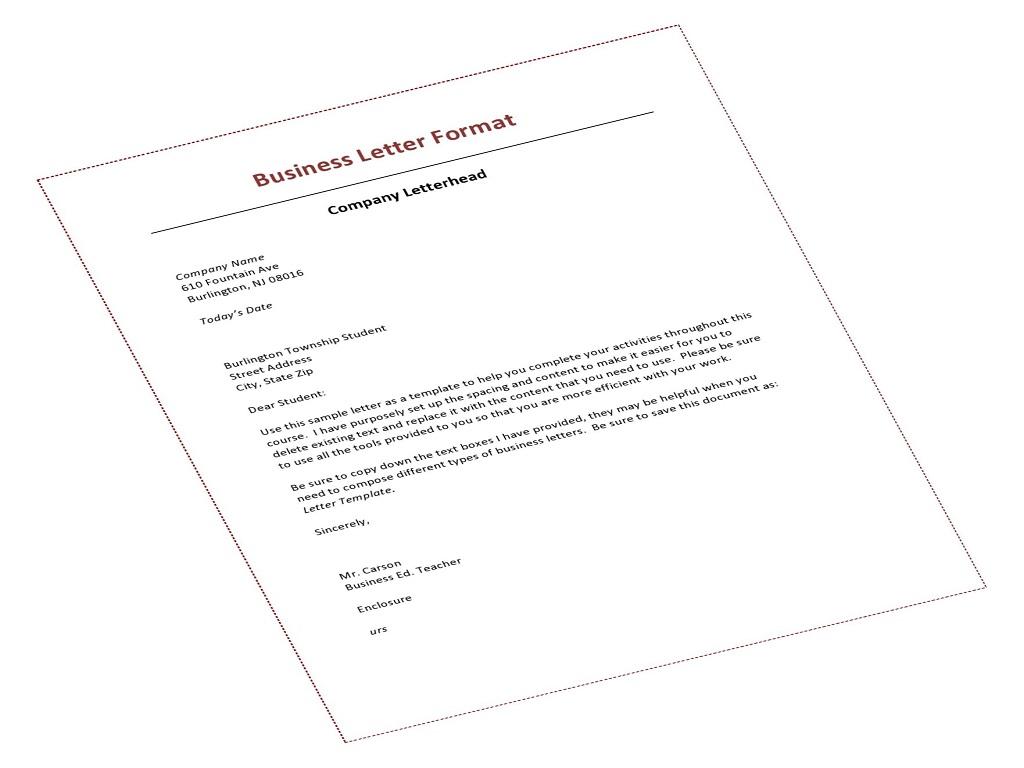 Business Letter Format
Company Letterhead
Company Name
610 Fountain Ave
Burlington, NJ 08016
Today's Date
Burlington Township Student
Street Address
City, State Zip
Dear Student:
Use this sample letter as a template to help you complete your activities throughout this
course.  I have purposely set up the spacing and content to make it easier for you to
delete existing text and replace it with the content that you need to use.  Please be sure
to use all the tools provided to you so that you are more efficient with your work.
Be sure to copy down the text boxes I have provided, they may be helpful when you
need to compose different types of business letters.  Be sure to save this document as:
Letter Template.
Sincerely,
Mr. Carson
Business Ed. Teacher
Enclosure
urs